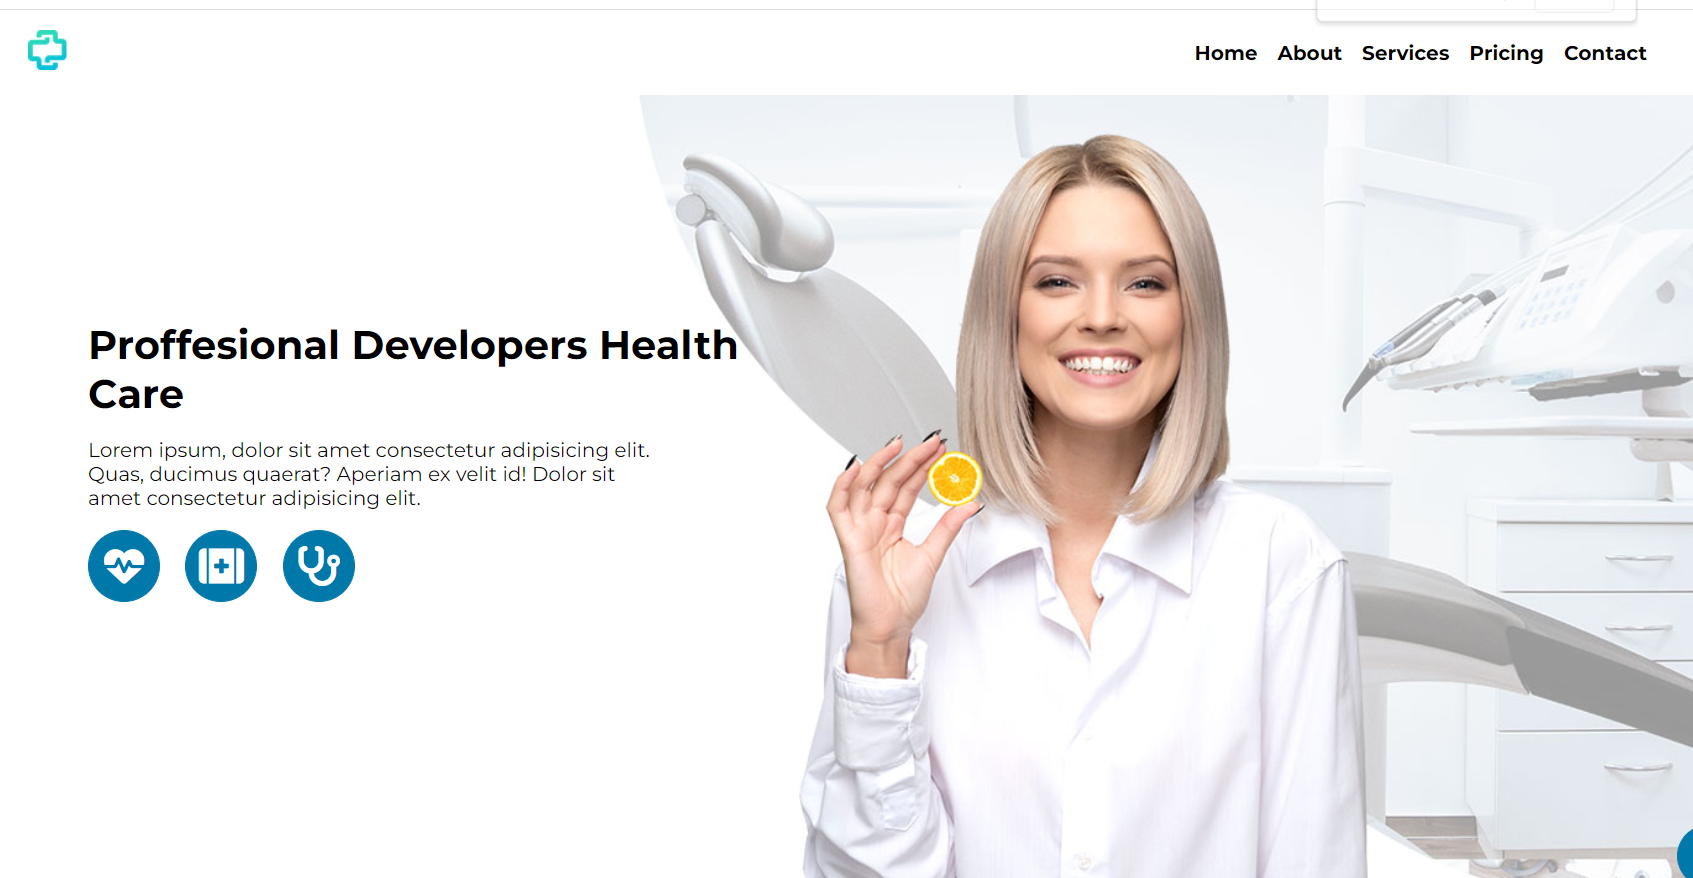 Home About Services Pricing Contact
Proffesional Developers Health
Care
Lorem ipsum, dolor sit amet consectetur adipisicing elit.
Quas, ducimus quaerat? Aperiam ex velit id! Dolor sit
amet consectetur adipisicing elit.